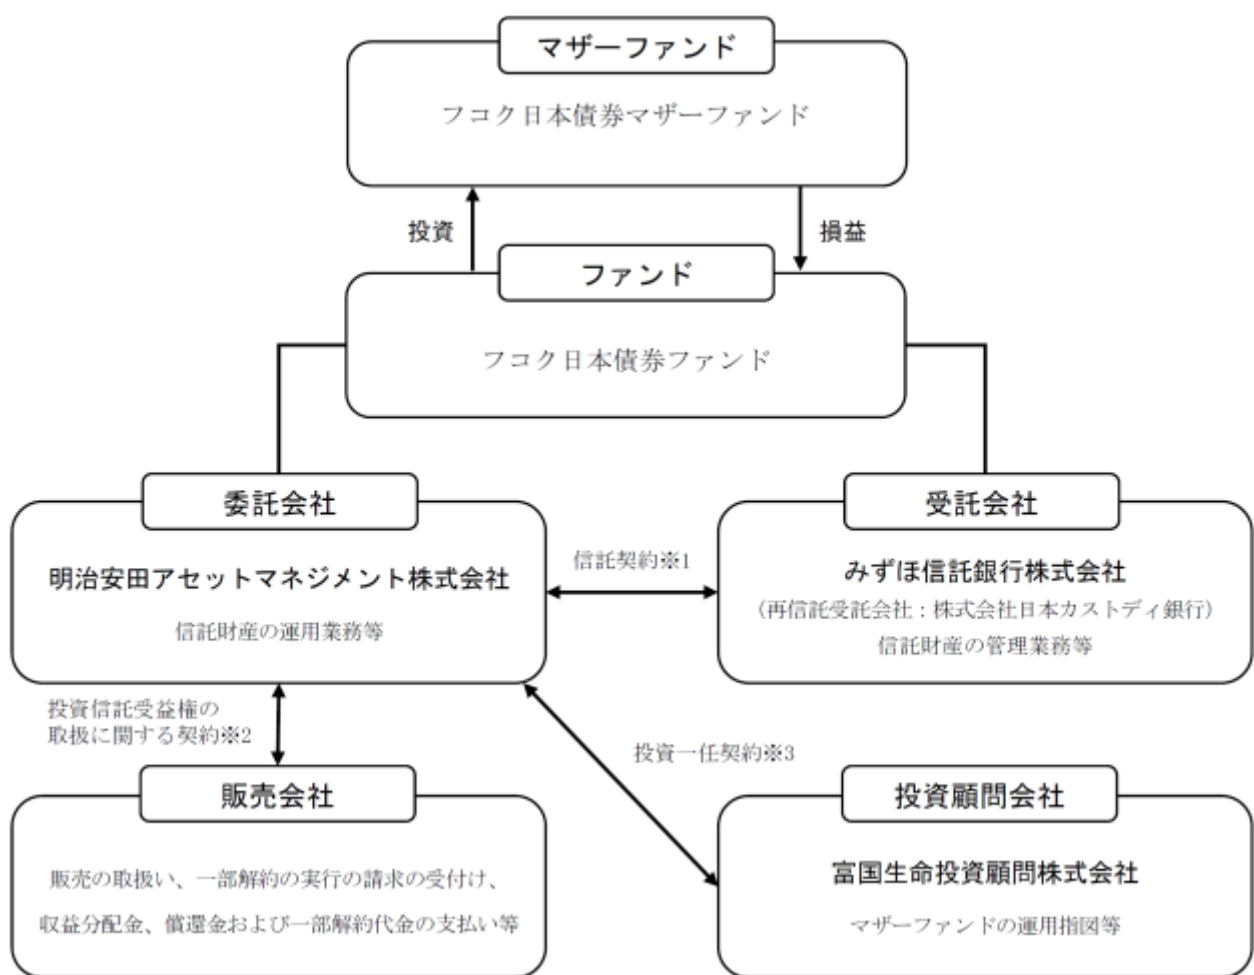 マザーファンド
フコク日本債券マザーファンド
投資
損益
ファンド
フコク日本債券ファンド
委託会社
明治安田アセットマネジメント株式会社
信託財産の運用業務等
信託契約※1
受託会社
みずほ信託銀行株式会社
（再信託受託会社：株式会社日本カストディ銀行）
信託財産の管理業務等
投資信託受益権の
取扱に関する契約※2
投資一任契約※3
販売会社
販売の取扱い、一部解約の実行の請求の受付け、
収益分配金、償還金および一部解約代金の支払い等
投資顧問会社
富国生命投資顧問株式会社
マザーファンドの運用指図等